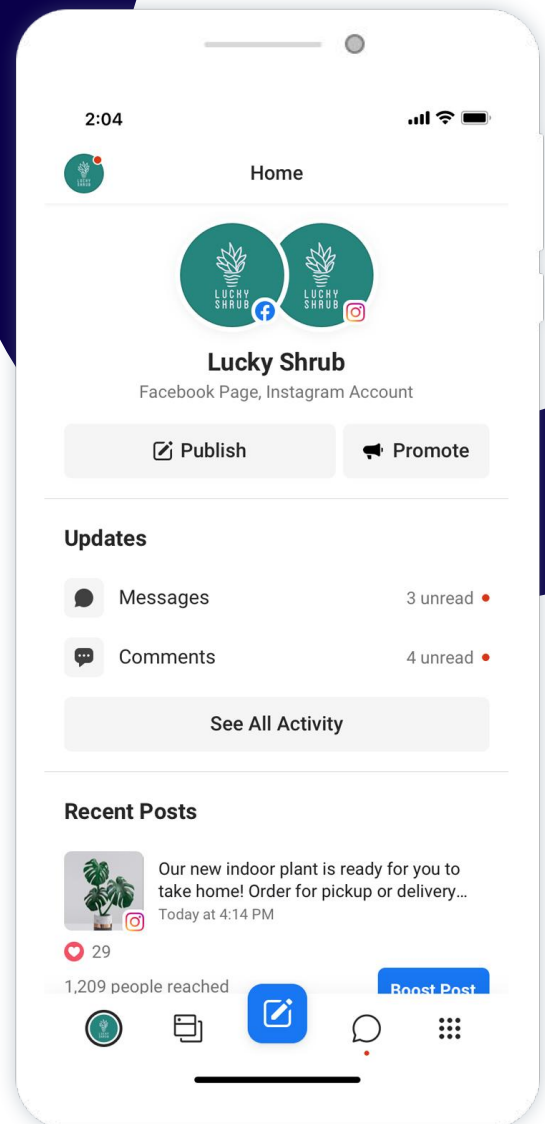 2:04
Home
LUCKY
SHRUB
LUCKY
SHRUB
LUCKY
SHRUB
Lucky Shrub
Facebook Page, Instagram Account
Publish
Promote
Updates
Messages
3 unread
Comments
4 unread
See All Activity
Recent Posts
Our new indoor plant is ready for you to
take home! Order for pickup or delivery...
Today at 4:14 PM
29
1,209 people reached
Boost Post